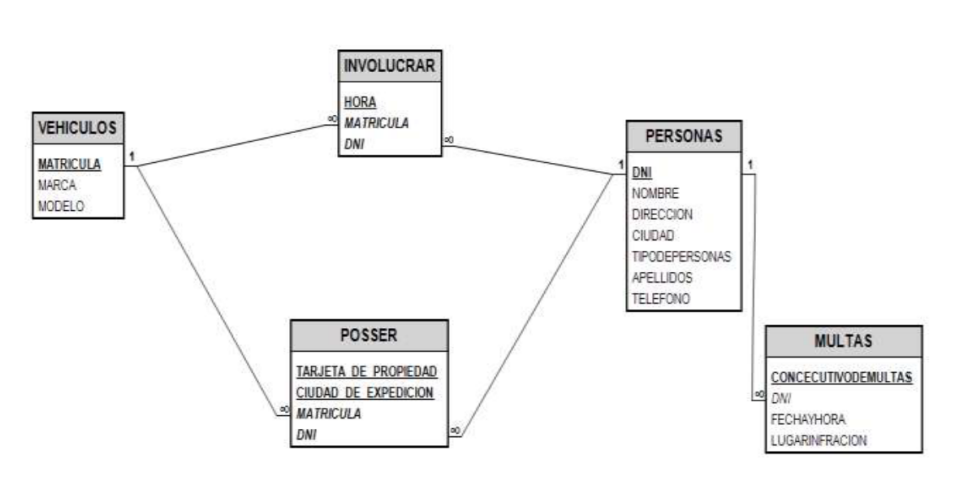 INVOLUCRAR
HORA
MATRICULA
DNI
VEHICULOS
MATRICULA
MARCA
MODELO
1
∞
∞
PERSONAS
DNI
NOMBRE
DIRECCION
CIUDAD
TIPODEPERSONAS
APELLIDOS
TELEFONO
1
1
POSSER
TARJETA DE PROPIEDAD
CIUDAD DE EXPEDICION
MATRICULA
DNI
∞
∞
MULTAS
CONCECUTIVODEMULTAS
DNI
FECHAYHORA
LUGARINFRACION
∞